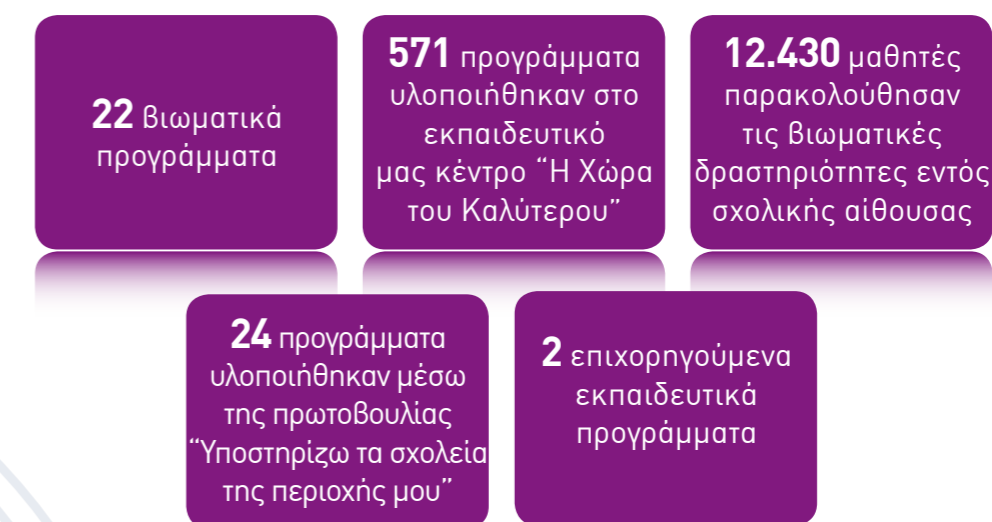 22 βιωματικά
προγράμματα
571 προγράμματα
υλοποιήθηκαν στο
εκπαιδευτικό
μας κέντρο “Η Χώρα
του Καλύτερου”
12.430 μαθητές
παρακολούθησαν
τις βιωματικές
δραστηριότητες εντός
σχολικής αίθουσας
24 προγράμματα
υλοποιήθηκαν μέσω
της πρωτοβουλίας
“Υποστηρίζω τα σχολεία
της περιοχής μου”
2 επιχορηγούμενα
εκπαιδευτικά
προγράμματα